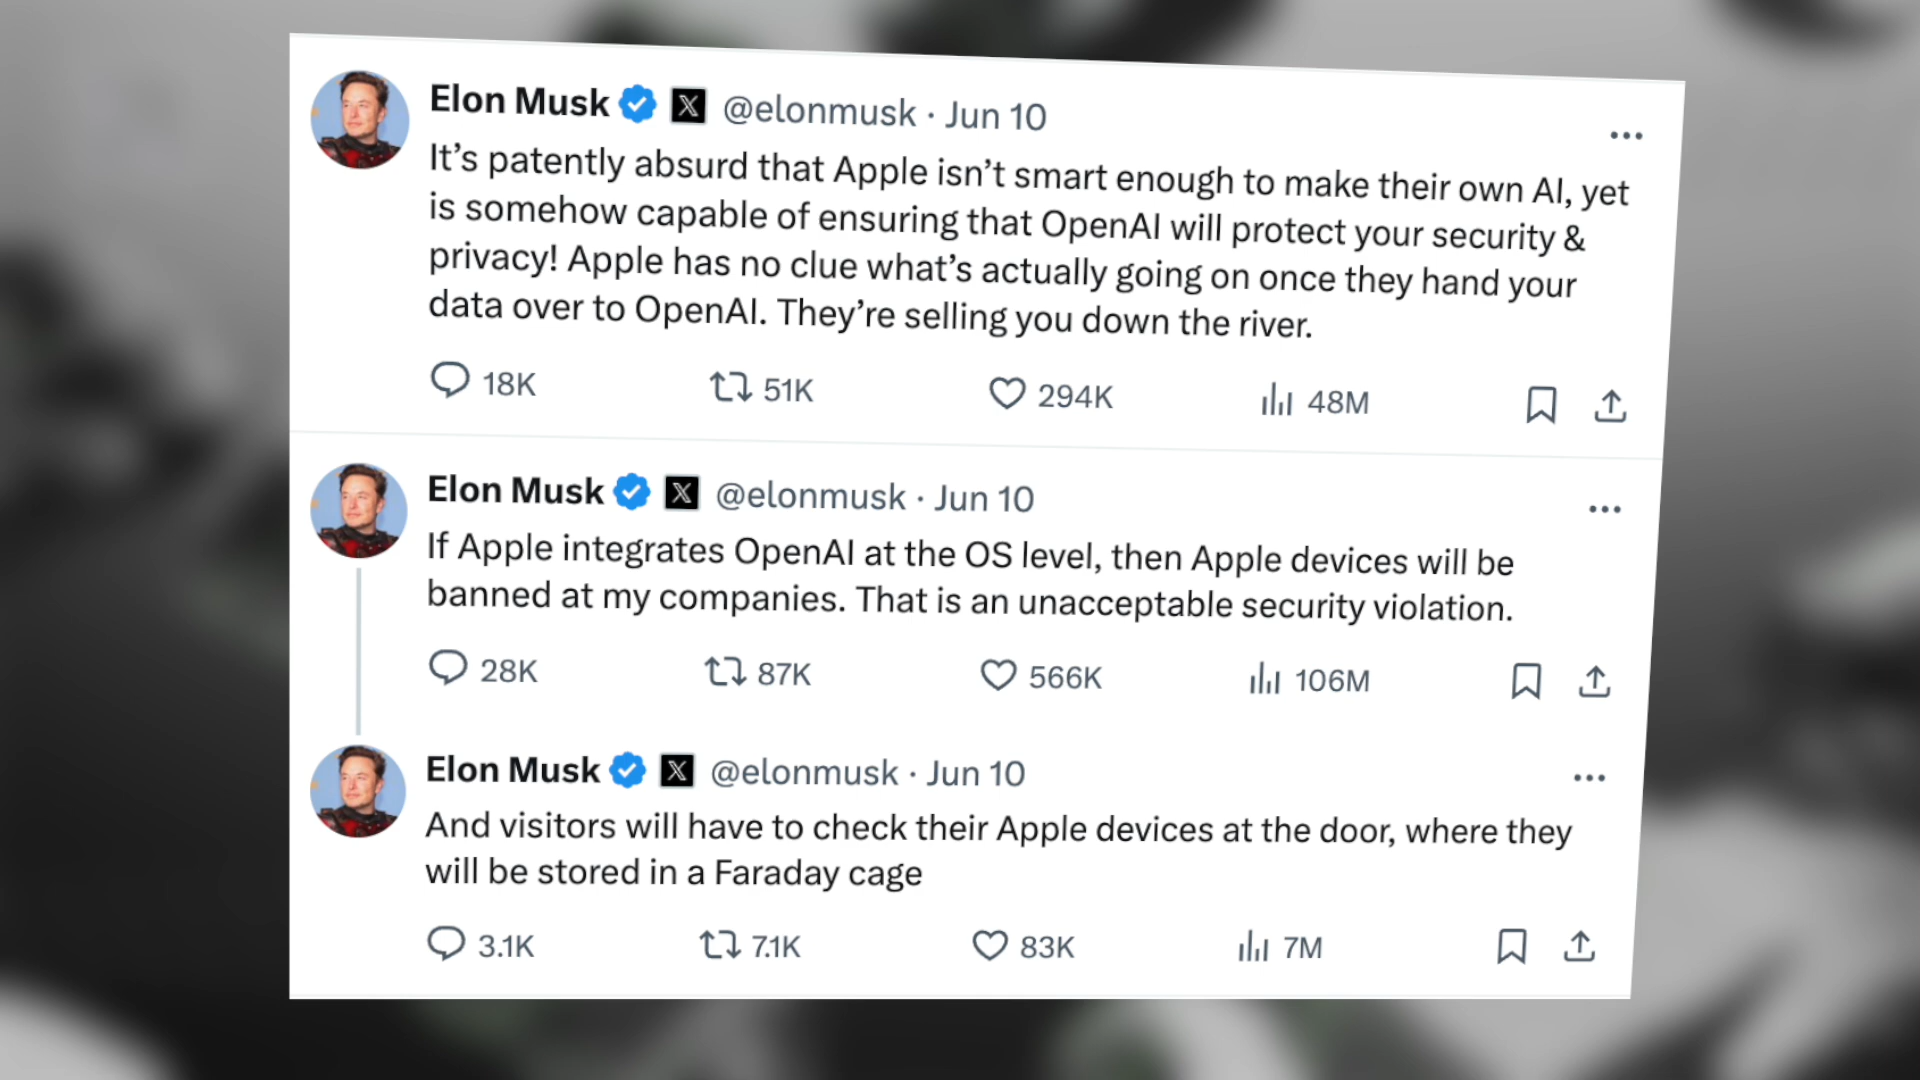 Elon Musk @elonmusk · Jun 10
It’s patently absurd that Apple isn’t smart enough to make their own AI, yet
is somehow capable of ensuring that OpenAI will protect your security &
privacy! Apple has no clue what’s actually going on once they hand your
data over to OpenAI. They’re selling you down the river.
18K 51K 294K 48M
Elon Musk @elonmusk · Jun 10
If Apple integrates OpenAI at the OS level, then Apple devices will be
banned at my companies. That is an unacceptable security violation.
28K 87K 566K 106M
Elon Musk @elonmusk · Jun 10
And visitors will have to check their Apple devices at the door, where they
will be stored in a Faraday cage
3.1K 7.1K 83K 7M